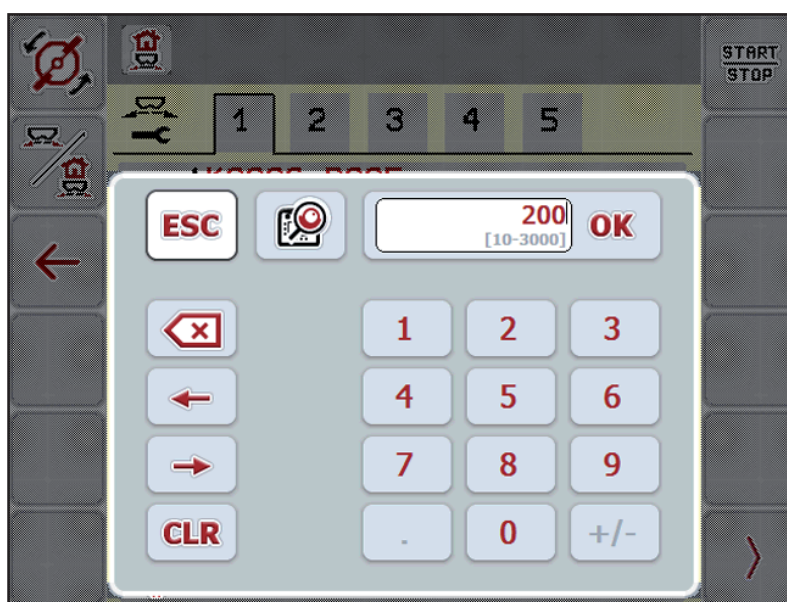 START
STOP
1 2 3 4 5
ESC
200
[10-3000]
OK
1 2 3
4 5 6
7 8 9
CLR
. 0 +/-